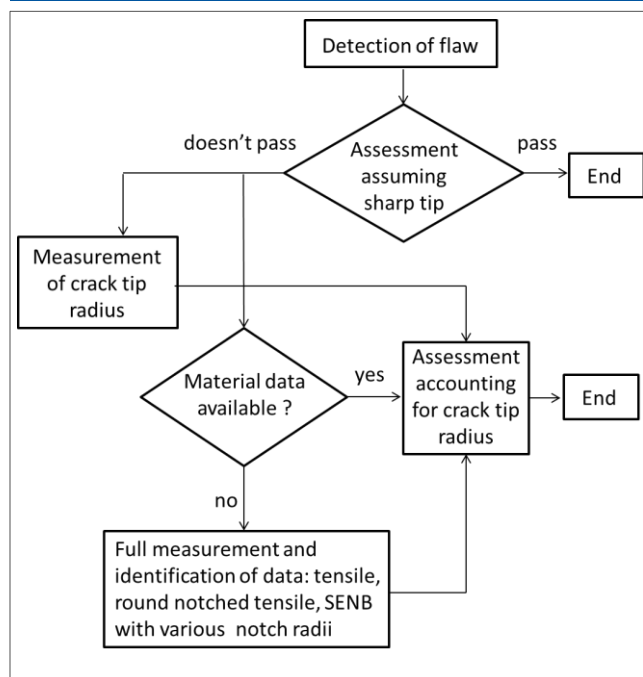 Detection of flaw
doesn't pass
pass
Assessment
assuming
sharp tip
End
Measurement
of crack tip
radius
Material data
available ?
yes
Assessment
accounting
for crack tip
radius
End
no
Full measurement and
identification of data: tensile,
round notched tensile, SENB
with various notch radii